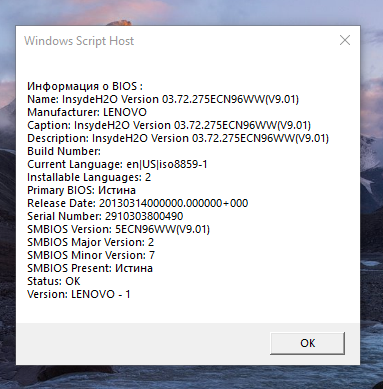 Windows Script Host
Информация о BIOS :
Name: InsydeH2O Version 03.72.275ECN96WW(V9.01)
Manufacturer: LENOVO
Caption: InsydeH2O Version 03.72.275ECN96WW(V9.01)
Description: InsydeH2O Version 03.72.275ECN96WW(V9.01)
Build Number:
Current Language: en|US|iso8859-1
Installable Languages: 2
Primary BIOS: Истина
Release Date: 20130314000000.000000+000
Serial Number: 2910303800490
SMBIOS Version: 5ECN96WW(V9.01)
SMBIOS Major Version: 2
SMBIOS Minor Version: 7
SMBIOS Present: Истина
Status: OK
Version: LENOVO - 1
OK